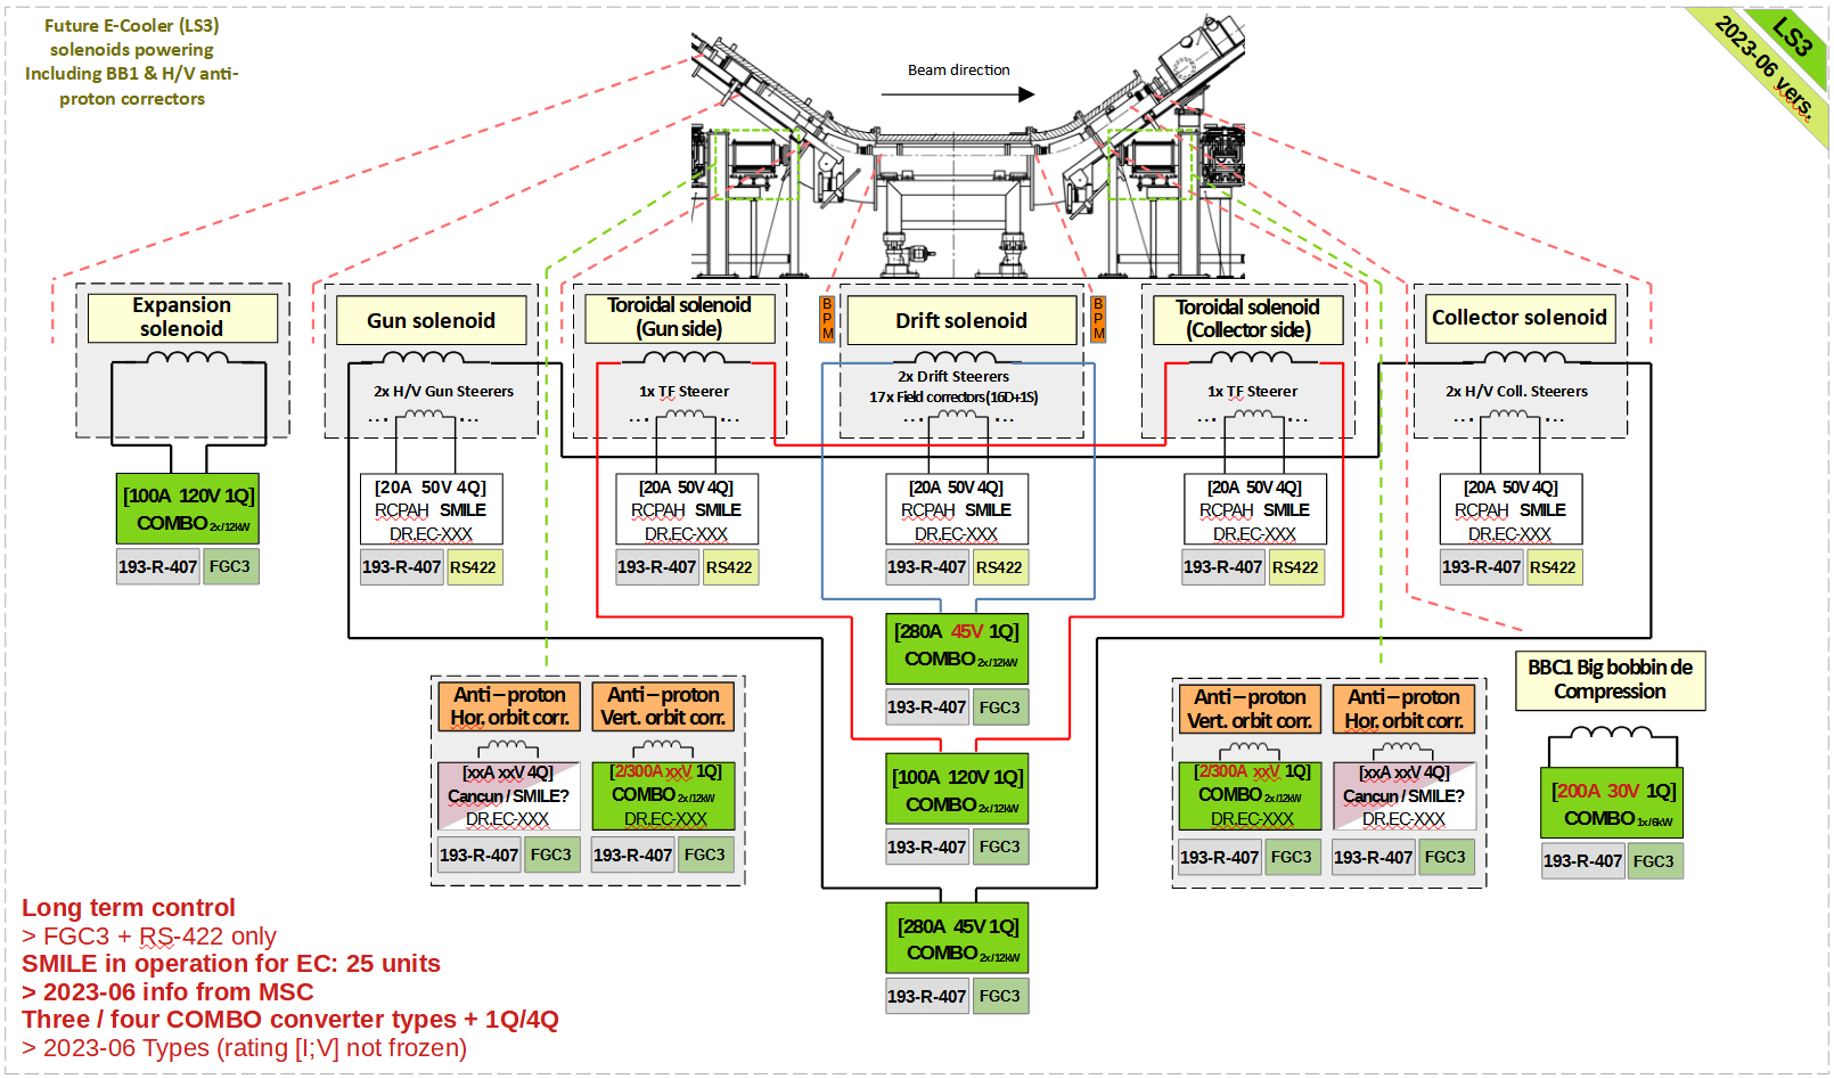 Future E-Cooler (LS3)
solenoids powering
Including BB1 & H/V anti-
proton correctors
Beam direction
LS3
2023-06 vers.
Expansion
solenoid
Gun solenoid
Toroidal solenoid
(Gun side)
BPM
Drift solenoid
BPM
Toroidal solenoid
(Collector side)
Collector solenoid
2x H/V Gun Steerers
...
...
1x TF Steerer
...
...
2x Drift Steerers
17x Field correctors(16D+1S)
...
...
1x TF Steerer
...
...
2x H/V Coll. Steerers
...
...
[100A 120V 1Q]
COMBO 2x/12kW
193-R-407
FGC3
[20A 50V 4Q]
RCPAH SMILE
DR.EC-XXX
193-R-407
RS422
[20A 50V 4Q]
RCPAH SMILE
DR.EC-XXX
193-R-407
RS422
[20A 50V 4Q]
RCPAH SMILE
DR.EC-XXX
193-R-407
RS422
[20A 50V 4Q]
RCPAH SMILE
DR.EC-XXX
193-R-407
RS422
[20A 50V 4Q]
RCPAH SMILE
DR.EC-XXX
193-R-407
RS422
[280A 45V 1Q]
COMBO 2x/12kW
193-R-407
FGC3
[100A 120V 1Q]
COMBO 2x/12kW
193-R-407
FGC3
[280A 45V 1Q]
COMBO 2x/12kW
193-R-407
FGC3
Anti–proton
Hor. orbit corr.
[xxA xxV 4Q]
Cancun / SMILE?
DR.EC-XXX
193-R-407
FGC3
Anti–proton
Vert. orbit corr.
[2/300A xxV 1Q]
COMBO 2x/12kW
DR.EC-XXX
193-R-407
FGC3
Anti–proton
Vert. orbit corr.
[2/300A xxV 1Q]
COMBO 2x/12kW
DR.EC-XXX
193-R-407
FGC3
Anti–proton
Hor. orbit corr.
[xxA xxV 4Q]
Cancun / SMILE?
DR.EC-XXX
193-R-407
FGC3
BBC1 Big bobbin de
Compression
[200A 30V 1Q]
COMBO 1x/6kW
193-R-407
FGC3
Long term control
> FGC3 + RS-422 only
SMILE in operation for EC: 25 units
> 2023-06 info from MSC
Three / four COMBO converter types + 1Q/4Q
> 2023-06 Types (rating [I;V] not frozen)